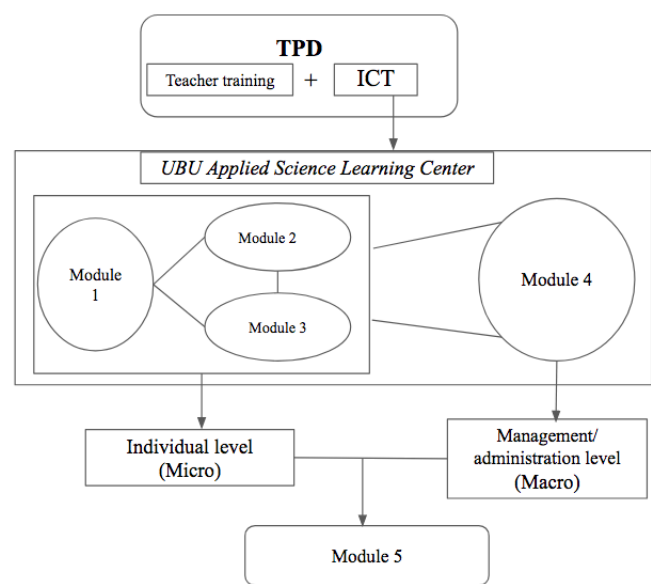 TPD
Teacher training + ICT
UBU Applied Science Learning Center
Module 2
Module
1
Module 3
Module 4
Individual level
(Micro)
Management/
administration level
(Macro)
Module 5